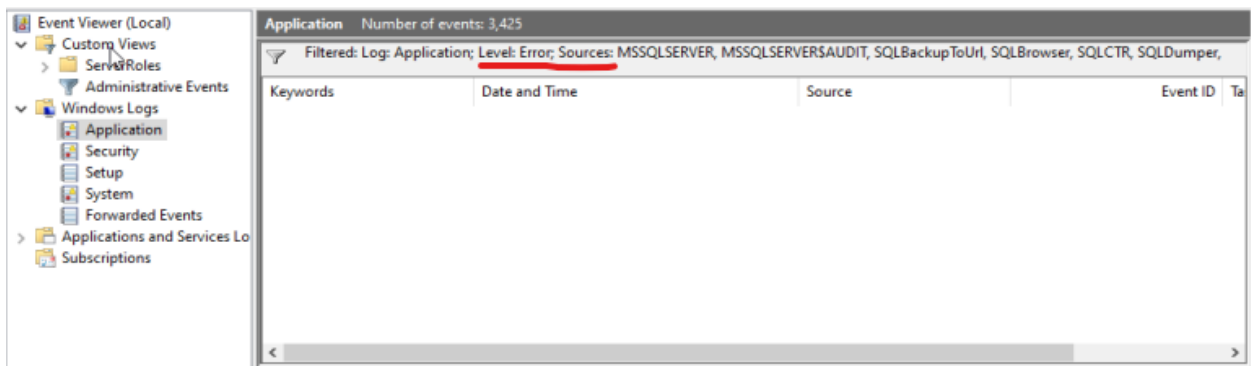 Event Viewer (Local)
Custom Views
ServerRoles
Administrative Events
Windows Logs
Application
Security
Setup
System
Forwarded Events
Applications and Services Lo
Subscriptions
Application Number of events: 3,425
Filtered: Log: Application; Level: Error; Sources: MSSQLSERVER, MSSQLSERVER$AUDIT, SQLBackupToUrl, SQLBrowser, SQLCTR, SQLDumper,
Keywords Date and Time Source Event ID Ta